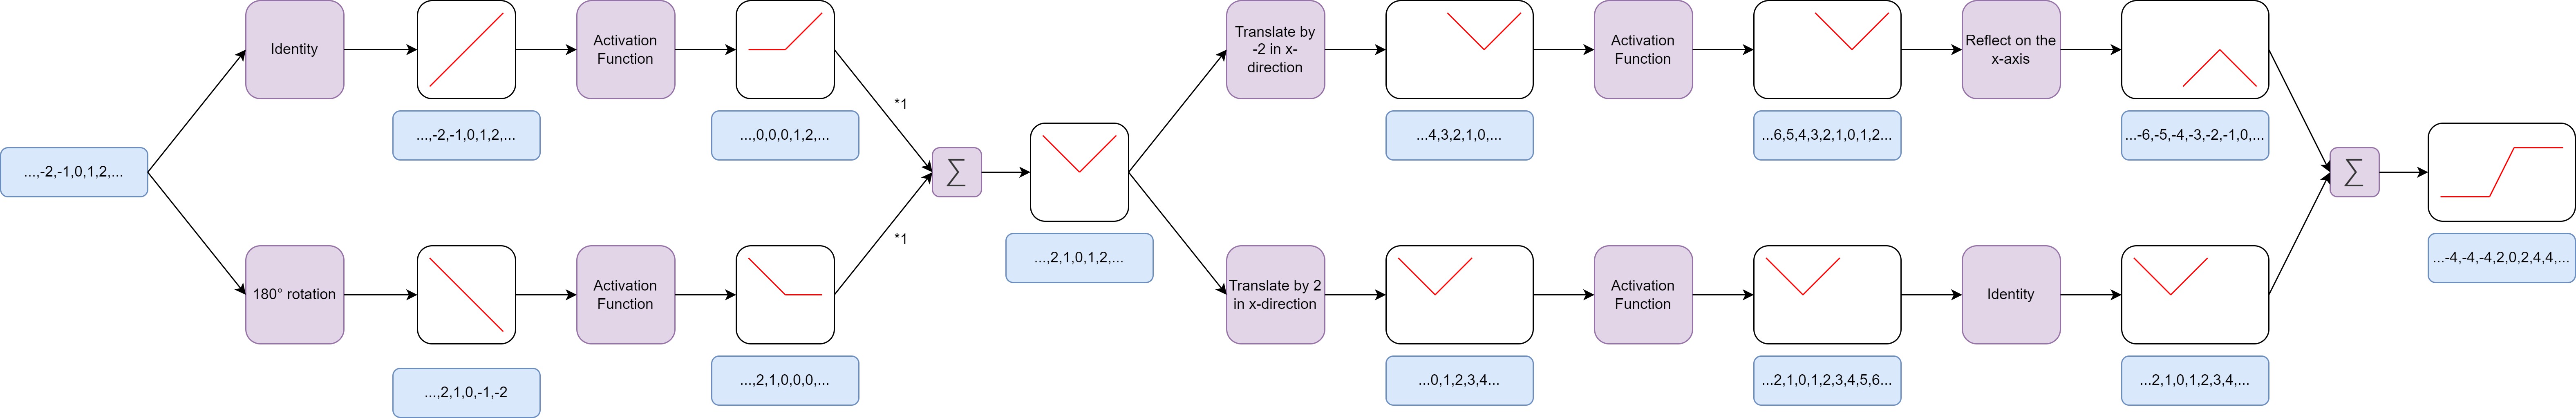 ...,-2,-1,0,1,2,...
Identity
...,-2,-1,0,1,2,...
Activation
Function
...,0,0,0,1,2,...
*1
180° rotation
...,2,1,0,-1,-2
Activation
Function
...,2,1,0,0,0,...
*1
∑
...,2,1,0,1,2,...
Translate by
-2 in x-
direction
...4,3,2,1,0,...
Activation
Function
...6,5,4,3,2,1,0,1,2...
Reflect on the
x-axis
...-6,-5,-4,-3,-2,-1,0,...
Translate by 2
in x-direction
...0,1,2,3,4...
Activation
Function
...2,1,0,1,2,3,4,5,6...
Identity
...2,1,0,1,2,3,4,...
∑
...-4,-4,-4,2,0,2,4,4,...